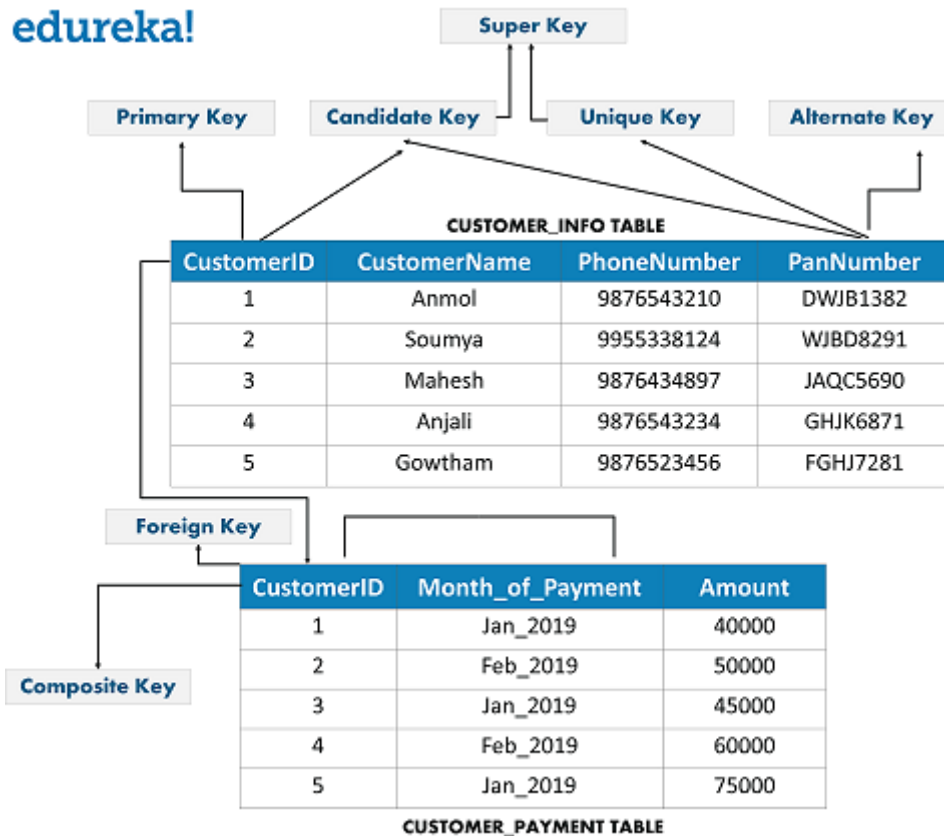 edureka!
Super Key
Primary Key Candidate Key Unique Key Alternate Key
CUSTOMER_INFO TABLE
CustomerID CustomerName PhoneNumber PanNumber
1 Anmol 9876543210 DWJB1382
2 Soumya 9955338124 WJBD8291
3 Mahesh 9876434897 JAQC5690
4 Anjali 9876543234 GHJK6871
5 Gowtham 9876523456 FGHJ7281
Foreign Key
CustomerID Month_of_Payment Amount
1 Jan_2019 40000
2 Feb_2019 50000
Composite Key
3 Jan_2019 45000
4 Feb_2019 60000
5 Jan_2019 75000
CUSTOMER_PAYMENT TABLE